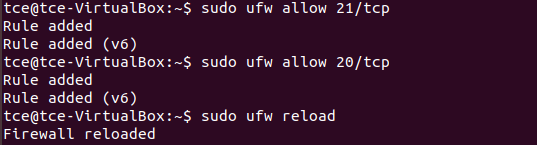 tce@tce-VirtualBox:~$ sudo ufw allow 21/tcp
Rule added
Rule added (v6)
tce@tce-VirtualBox:~$ sudo ufw allow 20/tcp
Rule added
Rule added (v6)
tce@tce-VirtualBox:~$ sudo ufw reload
Firewall reloaded